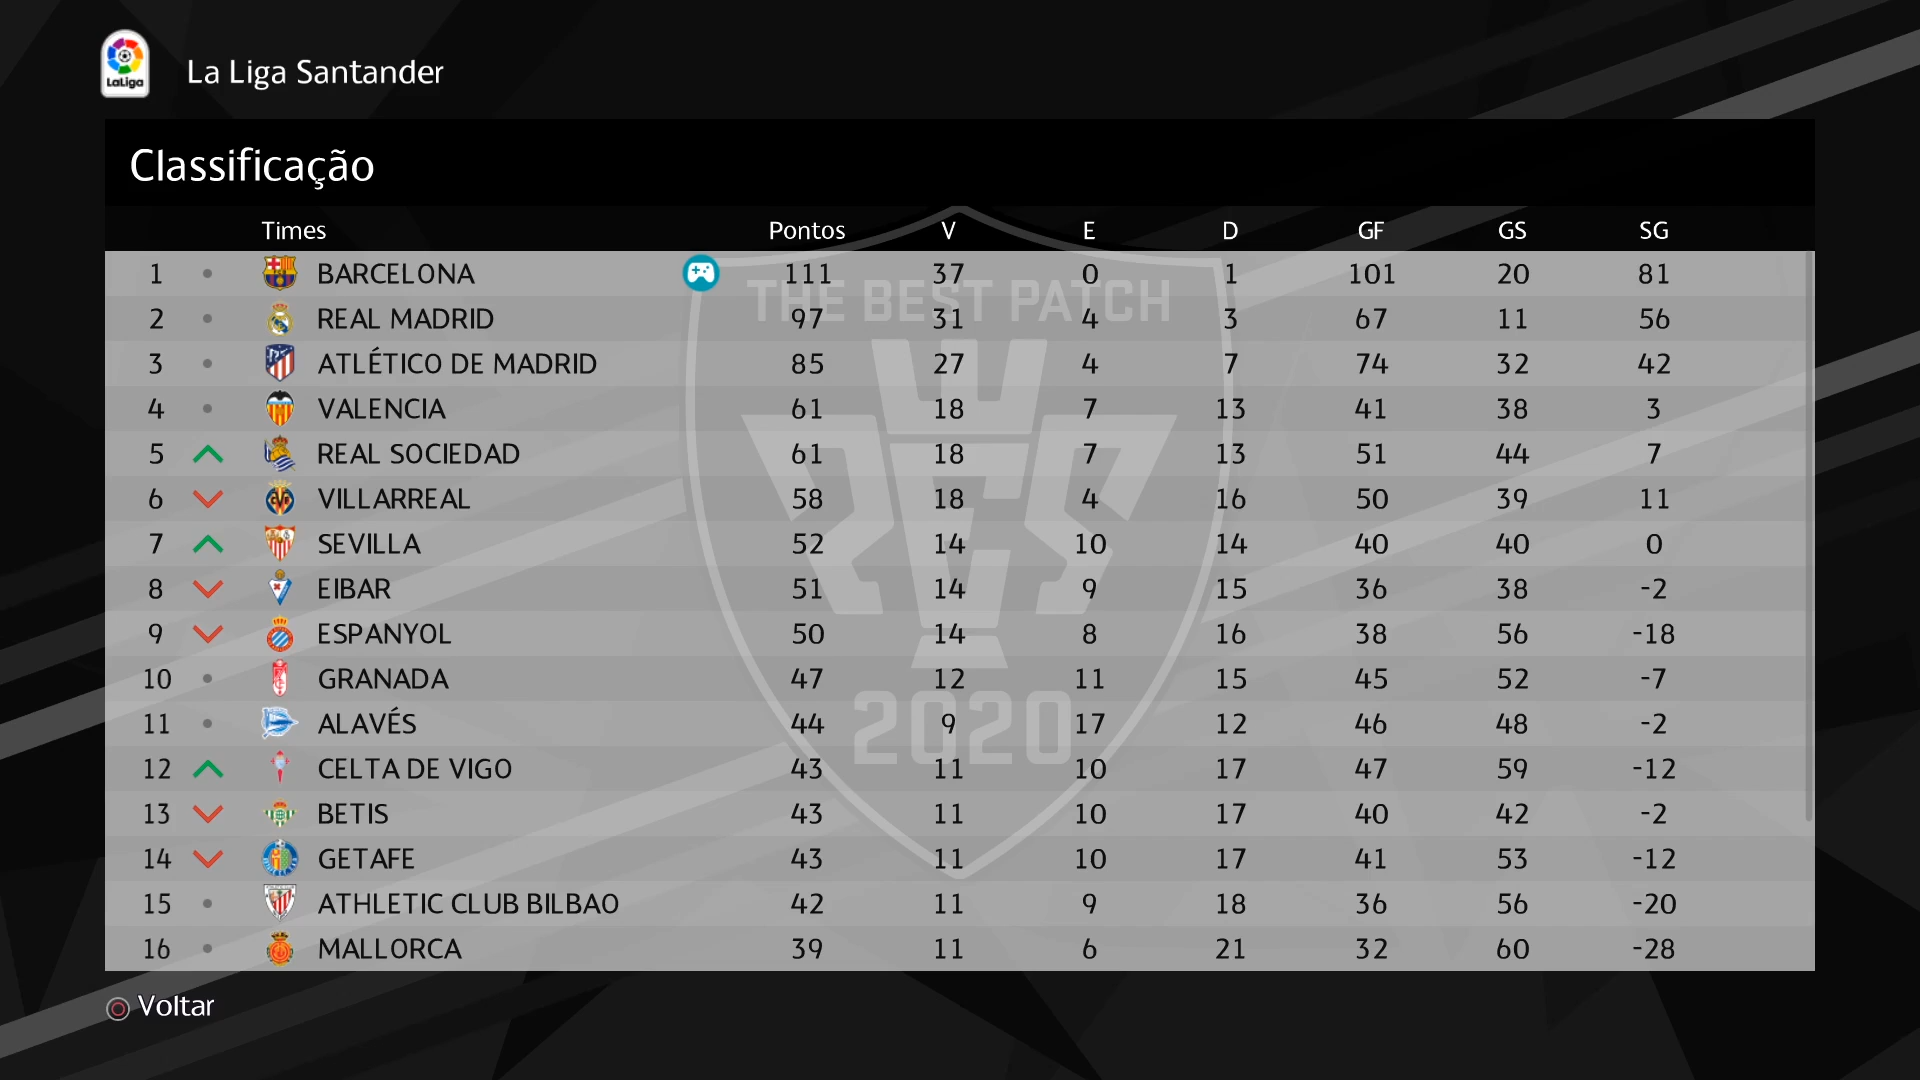 LaLiga
La Liga Santander
Classificação
Times Pontos V E D GF GS SG
1 BARCELONA 111 37 0 1 101 20 81
THE BEST PATCH
2 REAL MADRID 97 31 4 3 67 11 56
3 ATLÉTICO DE MADRID 85 27 4 7 74 32 42
4 VALENCIA 61 18 7 13 41 38 3
5 REAL SOCIEDAD 61 18 7 13 51 44 7
6 VILLARREAL 58 18 4 16 50 39 11
7 SEVILLA 52 14 10 14 40 40 0
8 EIBAR 51 14 9 15 36 38 -2
9 ESPANYOL 50 14 8 16 38 56 -18
10 GRANADA 47 12 11 15 45 52 -7
11 ALAVÉS 44 9 17 12 46 48 -2
2020
12 CELTA DE VIGO 43 11 10 17 47 59 -12
13 BETIS 43 11 10 17 40 42 -2
14 GETAFE 43 11 10 17 41 53 -12
15 ATHLETIC CLUB BILBAO 42 11 9 18 36 56 -20
16 MALLORCA 39 11 6 21 32 60 -28
Voltar